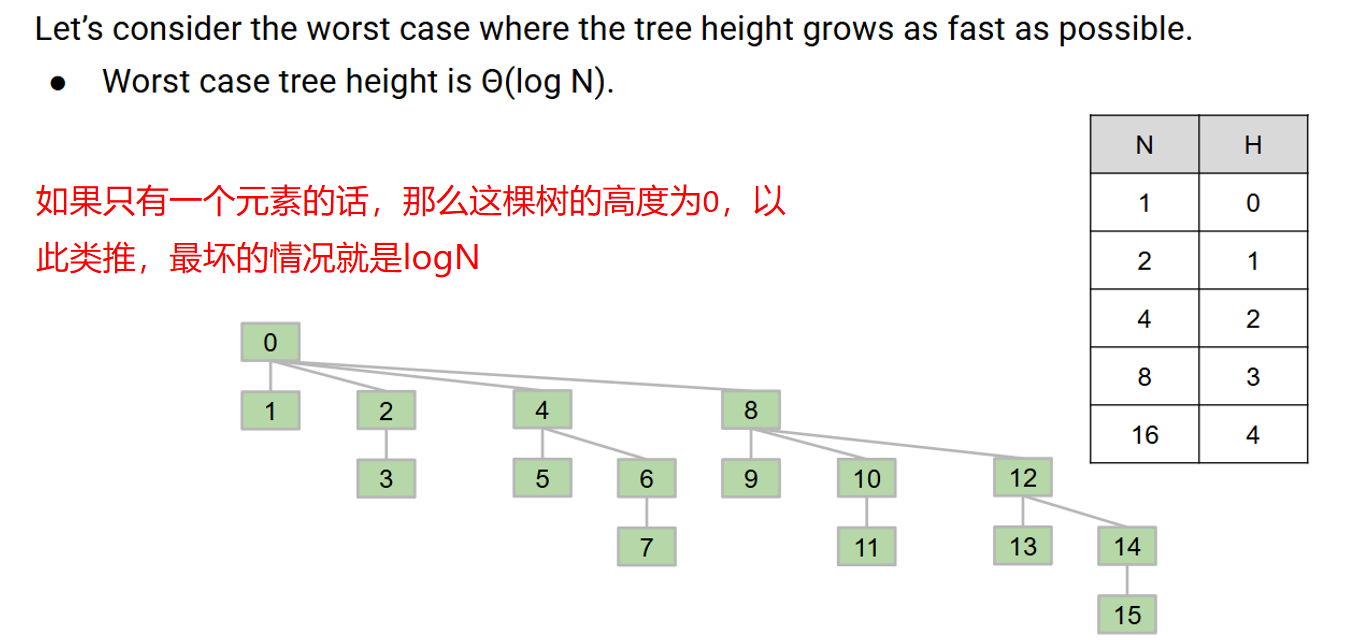 Let's consider the worst case where the tree height grows as fast as possible.
● Worst case tree height is Θ(log N).
如果只有一个元素的话，那么这棵树的高度为0，以
此类推，最坏的情况就是logN
N H
1 0
2 1
4 2
8 3
16 4
0
1 2 4 8
3 5 6 9 10 12
7 11 13 14
15